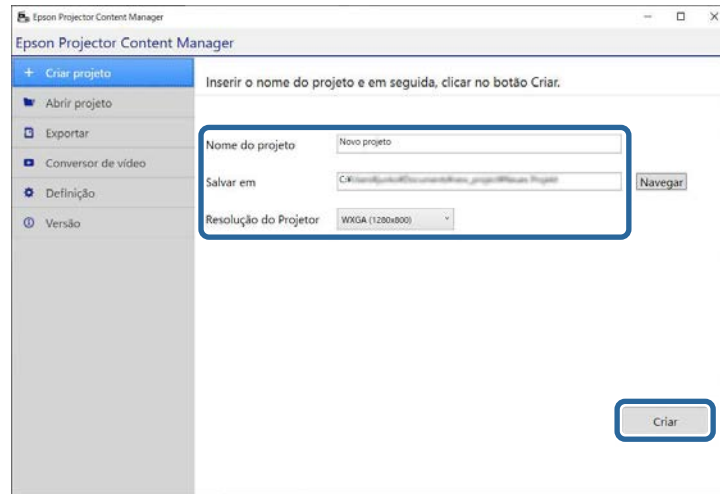 Epson Projector Content Manager
Epson Projector Content Manager
+ Criar projeto
Abrir projeto
Exportar
Conversor de vídeo
Definição
Versão
Inserir o nome do projeto e em seguida, clicar no botão Criar.
Nome do projeto Novo projeto
Salvar em Navegar
Resolução do Projetor WXGA (1280x800)
Criar